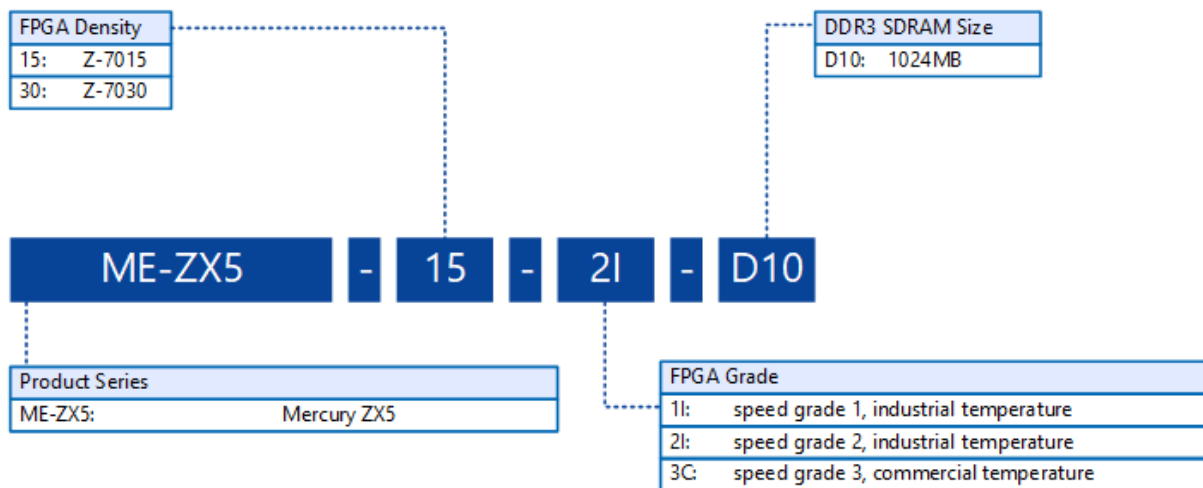 FPGA Density
15: Z-7015
30: Z-7030
DDR3 SDRAM Size
D10: 1024MB
ME-ZX5 - 15 - 2I - D10
Product Series
ME-ZX5: Mercury ZX5
FPGA Grade
1I: speed grade 1, industrial temperature
2I: speed grade 2, industrial temperature
3C: speed grade 3, commercial temperature